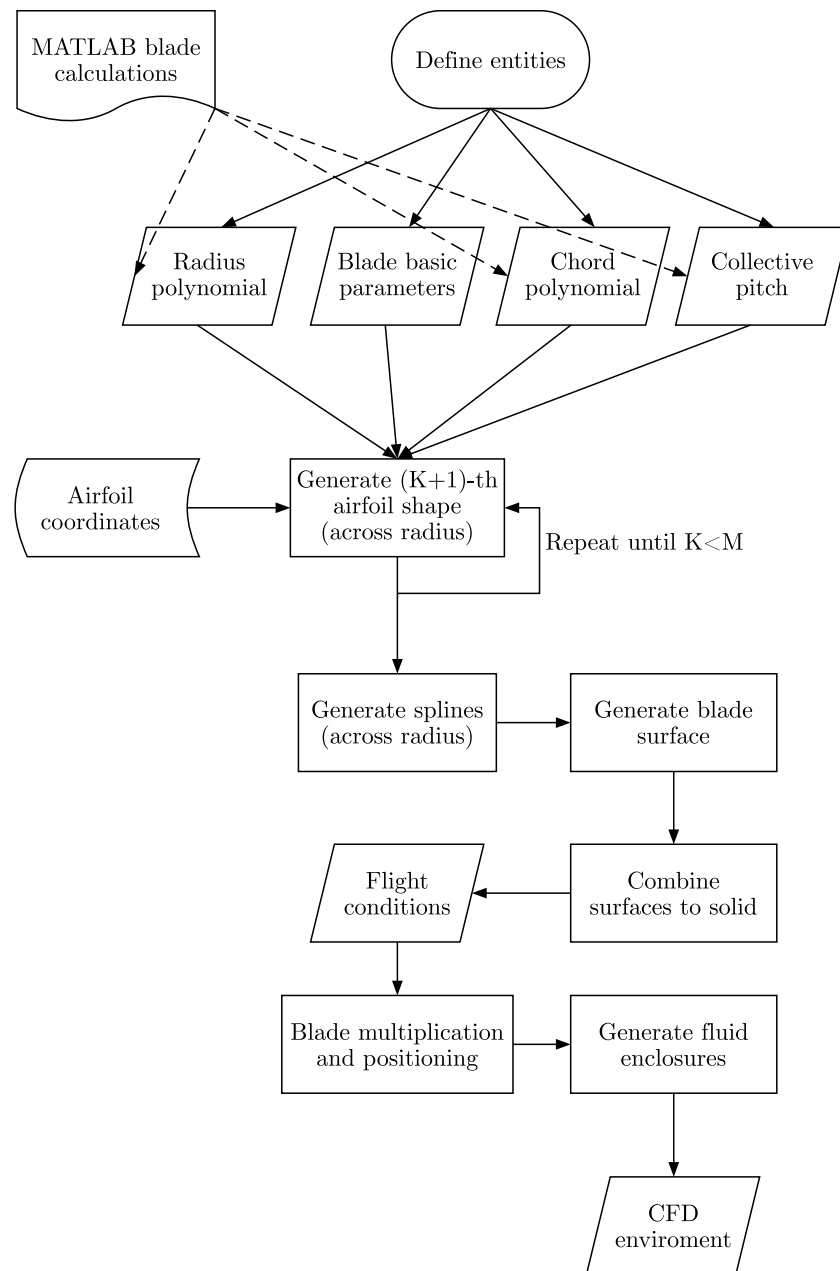 MATLAB blade
calculations
Define entities
Radius
polynomial
Blade basic
parameters
Chord
polynomial
Collective
pitch
Airfoil
coordinates
Generate (K+1)-th
airfoil shape
(across radius)
Repeat until K<M
Generate splines
(across radius)
Generate blade
surface
Flight
conditions
Combine
surfaces to solid
Blade multiplication
and positioning
Generate fluid
enclosures
CFD
enviroment